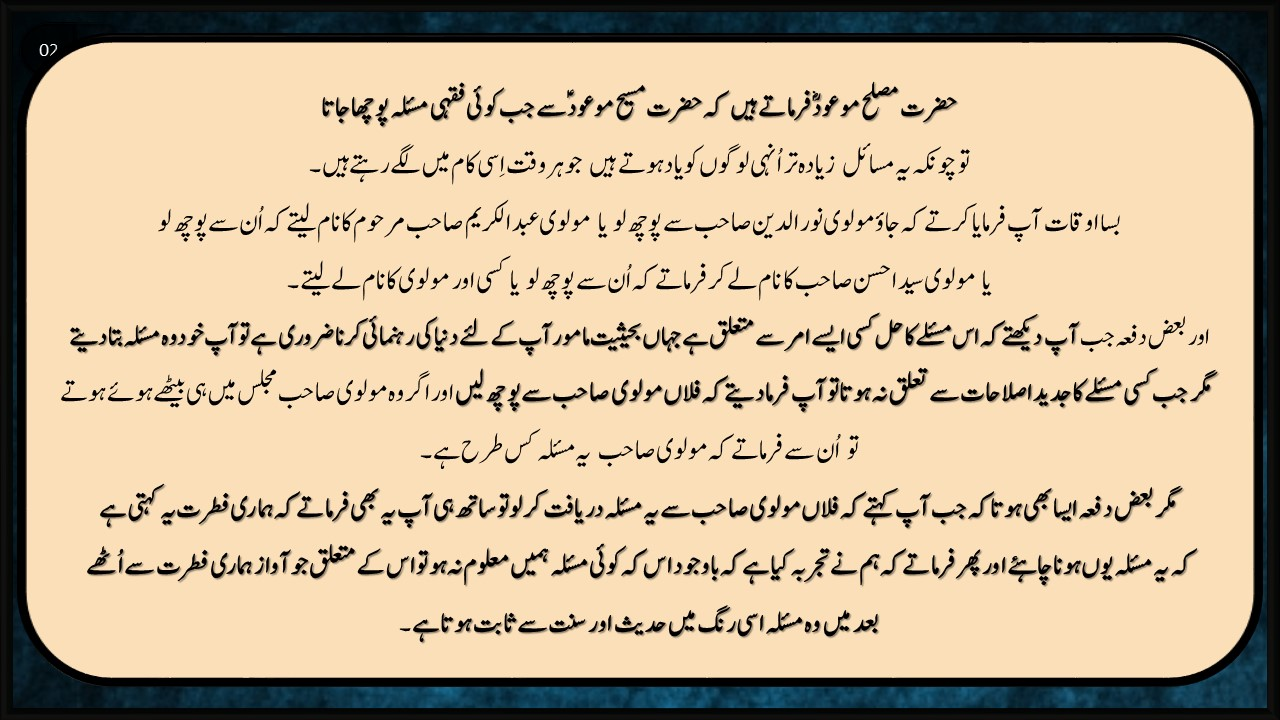 02
حضرت مصلح موعودؓ فرماتے ہیں کہ حضرت مسیح موعودؑ سے جب کوئی فقہی مسئلہ پوچھا جاتا
تو چونکہ یہ مسائل زیادہ تر اُنہی لوگوں کو یاد ہوتے ہیں جو ہر وقت اِسی کام میں لگے رہتے ہیں۔
بسا اوقات آپ فرمایا کرتے کہ جاؤ مولوی نور الدین صاحب سے پوچھ لو یا مولوی عبد الکریم صاحب مرحوم کا نام لیتے کہ اُن سے پوچھ لو
یا مولوی سید احسن صاحب کا نام لے کر فرماتے کہ اُن سے پوچھ لو یا کسی اور مولوی کا نام لے لیتے۔
اور بعض دفعہ جب آپ دیکھتے کہ اس مسئلے کا حل کسی ایسے امر سے متعلق ہے جہاں بحیثیت مامور آپ کے لئے دنیا کی رہنمائی کرنا ضروری ہے تو آپ خود وہ مسئلہ بتا دیتے
مگر جب کسی مسئلے کا جدید اصلاحات سے تعلق نہ ہوتا تو آپ فرما دیتے کہ فلاں مولوی صاحب سے پوچھ لیں اور اگر وہ مولوی صاحب مجلس میں ہی بیٹھے ہوئے ہوتے
تو اُن سے فرماتے کہ مولوی صاحب یہ مسئلہ کس طرح ہے۔
مگر بعض دفعہ ایسا بھی ہوتا کہ جب آپ کہتے کہ فلاں مولوی صاحب سے یہ مسئلہ دریافت کر لو تو ساتھ ہی آپ یہ بھی فرماتے کہ ہماری فطرت یہ کہتی ہے
کہ یہ مسئلہ یوں ہونا چاہئے اور پھر فرماتے کہ ہم نے تجربہ کیا ہے کہ باوجود اس کہ کوئی مسئلہ ہمیں معلوم نہ ہو تو اس کے متعلق جو آواز ہماری فطرت سے اُٹھے
بعد میں وہ مسئلہ اسی رنگ میں حدیث اور سنت سے ثابت ہوتا ہے۔